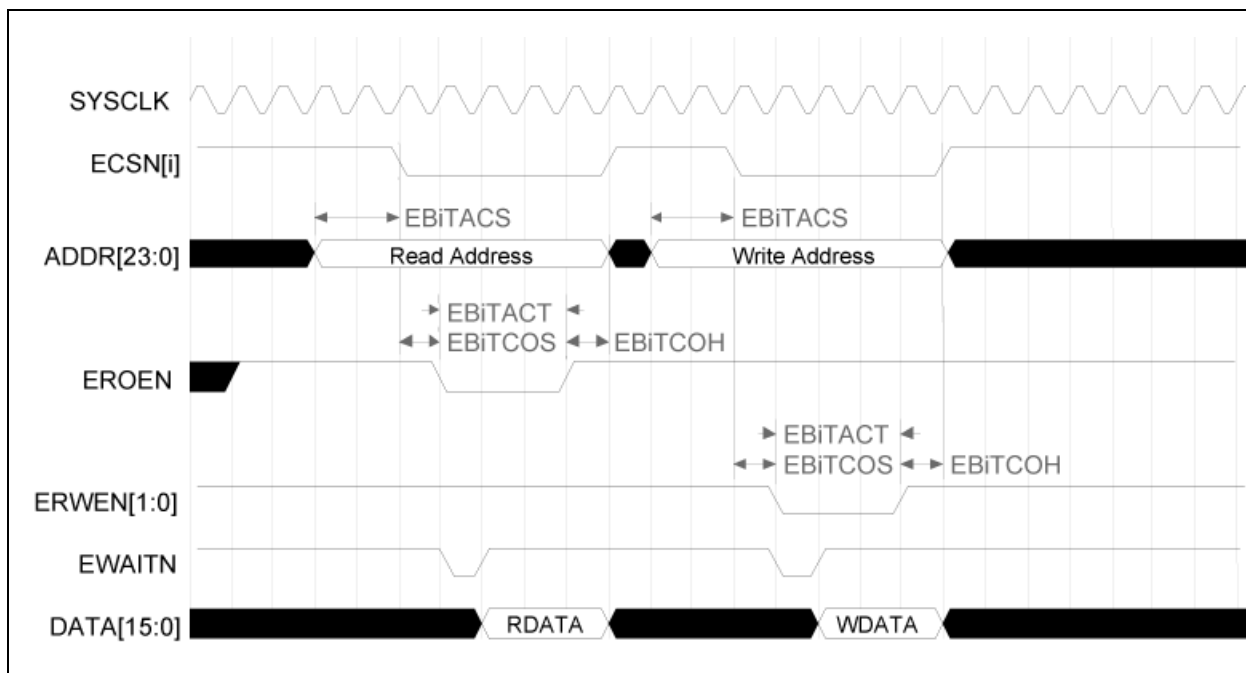 SYSCLK
ECSN[i]
EBiTACS EBiTACS
ADDR[23:0] Read Address Write Address
EBiTACT
EBiTCOS EBiTCOH
EROEN
EBiTACT
EBiTCOS EBiTCOH
ERWEN[1:0]
EWAITN
DATA[15:0] RDATA WDATA